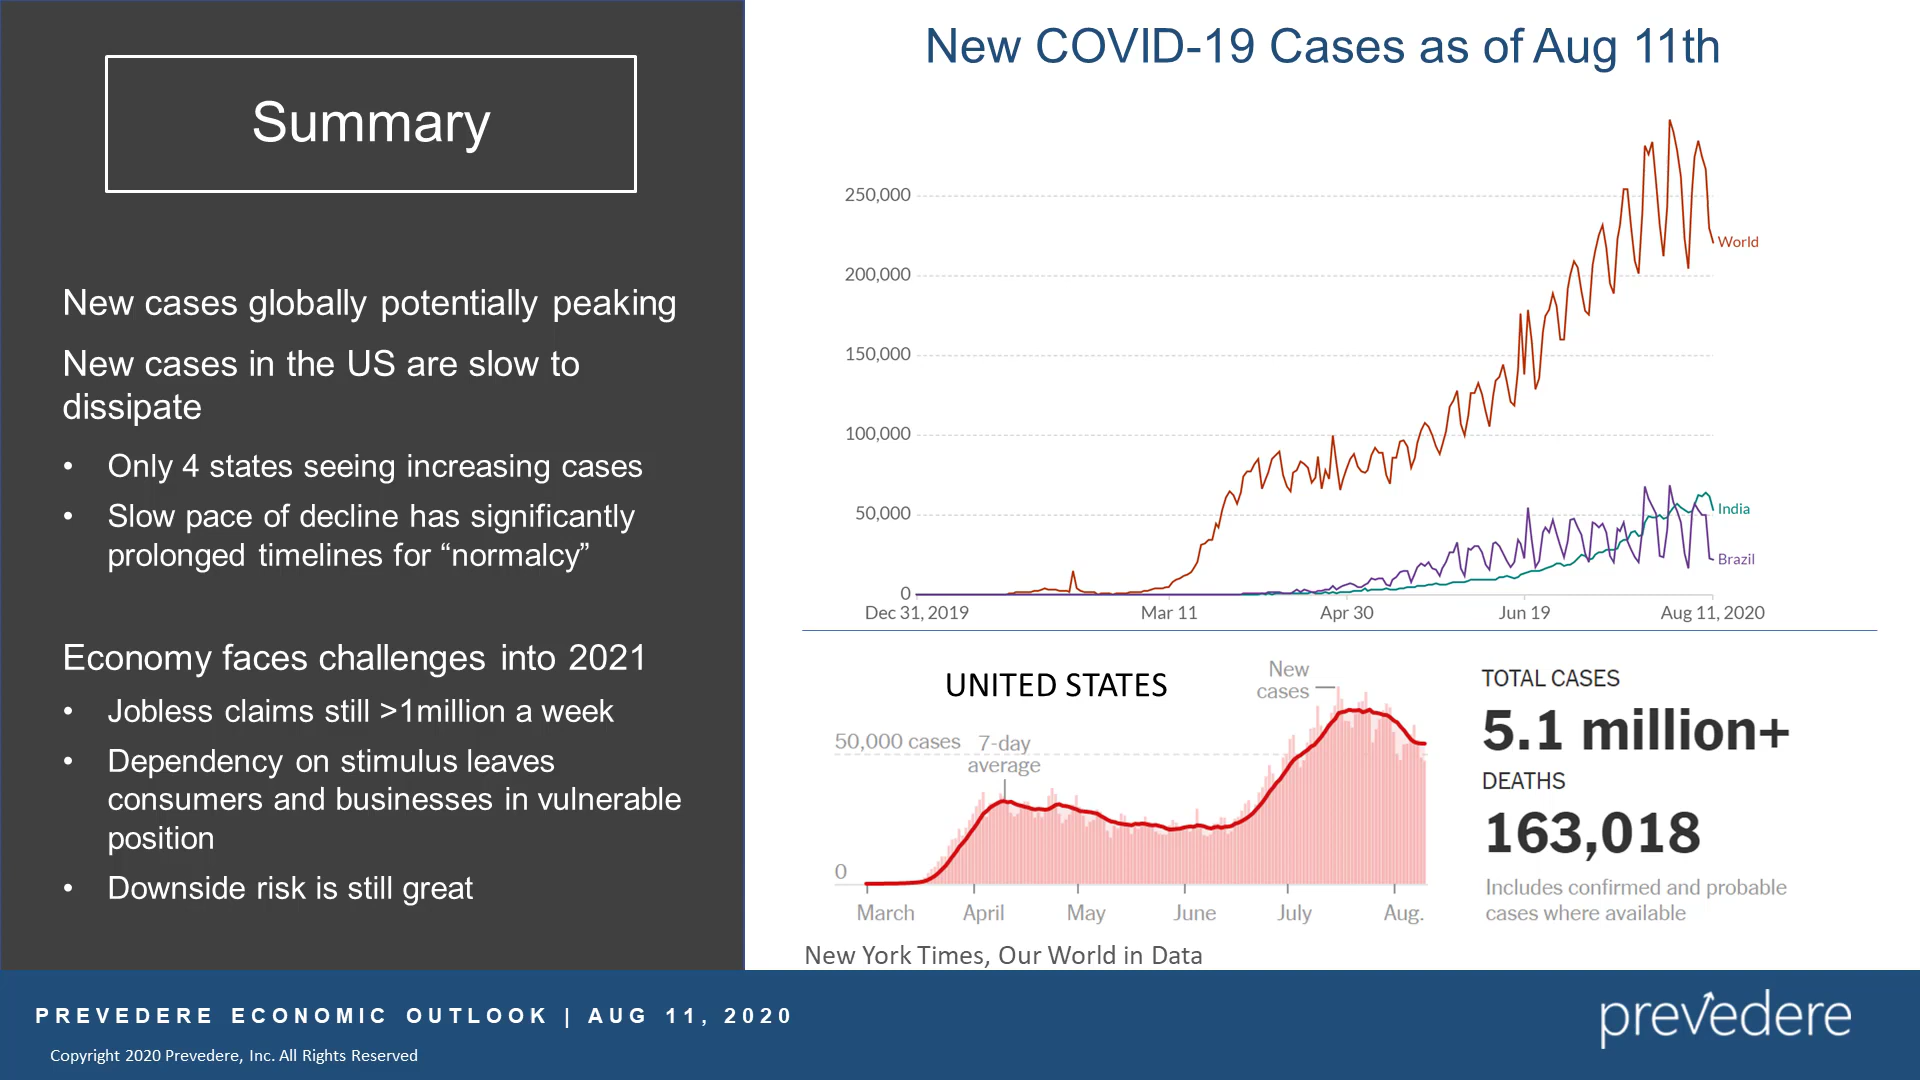 Summary
New cases globally potentially peaking
New cases in the US are slow to
dissipate
• Only 4 states seeing increasing cases
• Slow pace of decline has significantly
prolonged timelines for “normalcy”
Economy faces challenges into 2021
• Jobless claims still >1million a week
• Dependency on stimulus leaves
consumers and businesses in vulnerable
position
• Downside risk is still great
New COVID-19 Cases as of Aug 11th
250,000
200,000
150,000
100,000
50,000
0
World
India
Brazil
Dec 31, 2019 Mar 11 Apr 30 Jun 19 Aug 11, 2020
UNITED STATES
New
cases
50,000 cases
7-day
average
0
March April May June July Aug.
TOTAL CASES
5.1 million+
DEATHS
163,018
Includes confirmed and probable
cases where available
New York Times, Our World in Data
PREVEDERE ECONOMIC OUTLOOK | AUG 11, 2020
Copyright 2020 Prevedere, Inc. All Rights Reserved
prevedere